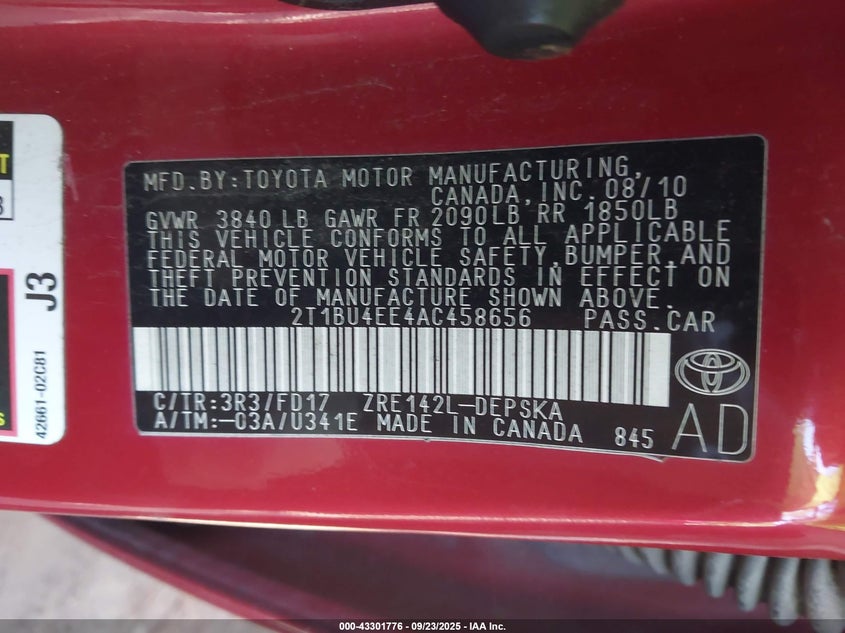 MFD.BY:TOYOTA MOTOR MANUFACTURING,
CANADA,INC. 08/10
GVWR 3840 LB GAWR FR 2090LB RR 1850LB
THIS VEHICLE CONFORMS TO ALL APPLICABLE
FEDERAL MOTOR VEHICLE SAFETY,BUMPER,AND
THEFT PREVENTION STANDARDS IN EFFECT ON
THE DATE OF MANUFACTURE SHOWN ABOVE.
2T1BU4EE4AC458656 PASS.CAR
C/TR:3R3/FD17 ZRE142L-DEPSKA
A/TM:-03A/U341E MADE IN CANADA 845
AD
J3
42661-02C81
000-43301776 - 09/23/2025 - IAA Inc.